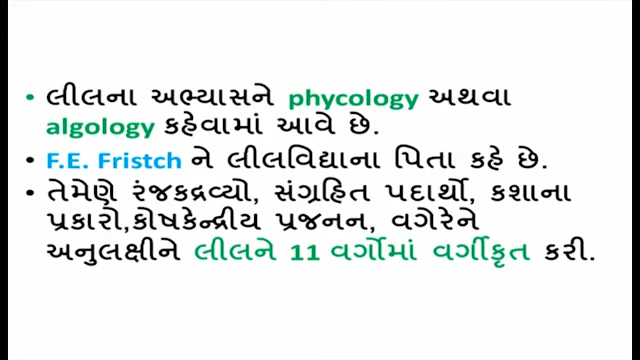 • લીલના અભ્યાસને phycology અથવા
algology કહેવામાં આવે છે.
• F.E. Fristch ને લીલવિદ્યાના પિતા કહે છે.
• તેમણે રંજકદ્રવ્યો, સંગ્રહિત પદાર્થો, કશાના
પ્રકારો,કોષકેન્દ્રીય પ્રજનન, વગેરેને
અનુલક્ષીને લીલને 11 વર્ગોમાં વર્ગીકૃત કરી.